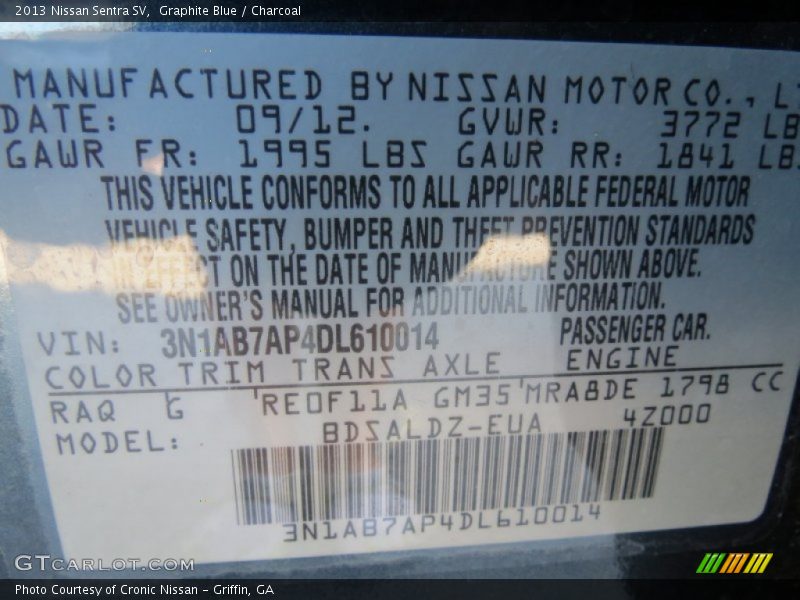 2013 Nissan Sentra SV, Graphite Blue / Charcoal
MANUFACTURED BY NISSAN MOTOR CO.,
DATE: 09/12. GVWR: 3772 LB
GAWR FR: 1995 LBS GAWR RR: 1841 LBS
THIS VEHICLE CONFORMS TO ALL APPLICABLE FEDERAL MOTOR
VEHICLE SAFETY, BUMPER AND THEFT PREVENTION STANDARDS
IN EFFECT ON THE DATE OF MANUFACTURE SHOWN ABOVE.
SEE OWNER'S MANUAL FOR ADDITIONAL INFORMATION.
VIN: 3N1AB7AP4DL610014 PASSENGER CAR.
COLOR TRIM TRANS AXLE ENGINE
RAQ G RE0F11A GM35 MRA8DE 1798 CC
MODEL: BDSALDZ-EUA 4Z000
3N1AB7AP4DL610014
GTCARLOT.COM
Photo Courtesy of Cronic Nissan - Griffin, GA